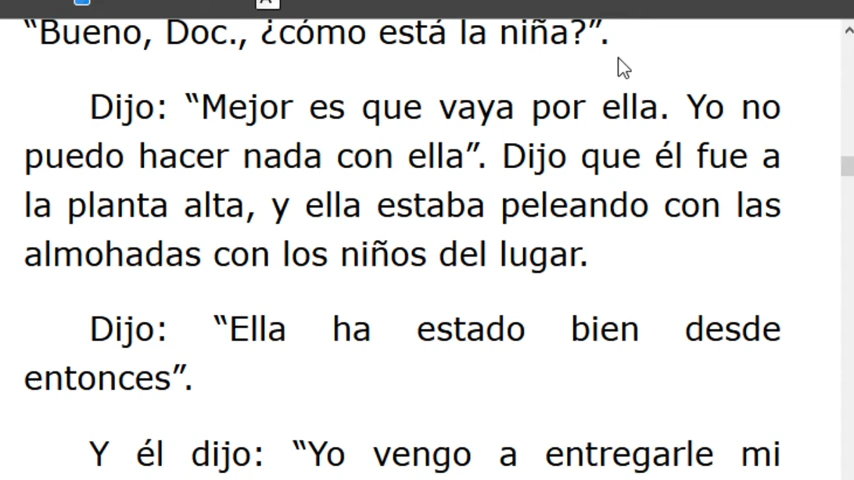 “Bueno, Doc., ¿cómo está la niña?”.
Dijo: “Mejor es que vaya por ella. Yo no
puedo hacer nada con ella”. Dijo que él fue a
la planta alta, y ella estaba peleando con las
almohadas con los niños del lugar.
Dijo: “Ella ha estado bien desde
entonces”.
Y él dijo: “Yo vengo a entregarle mi